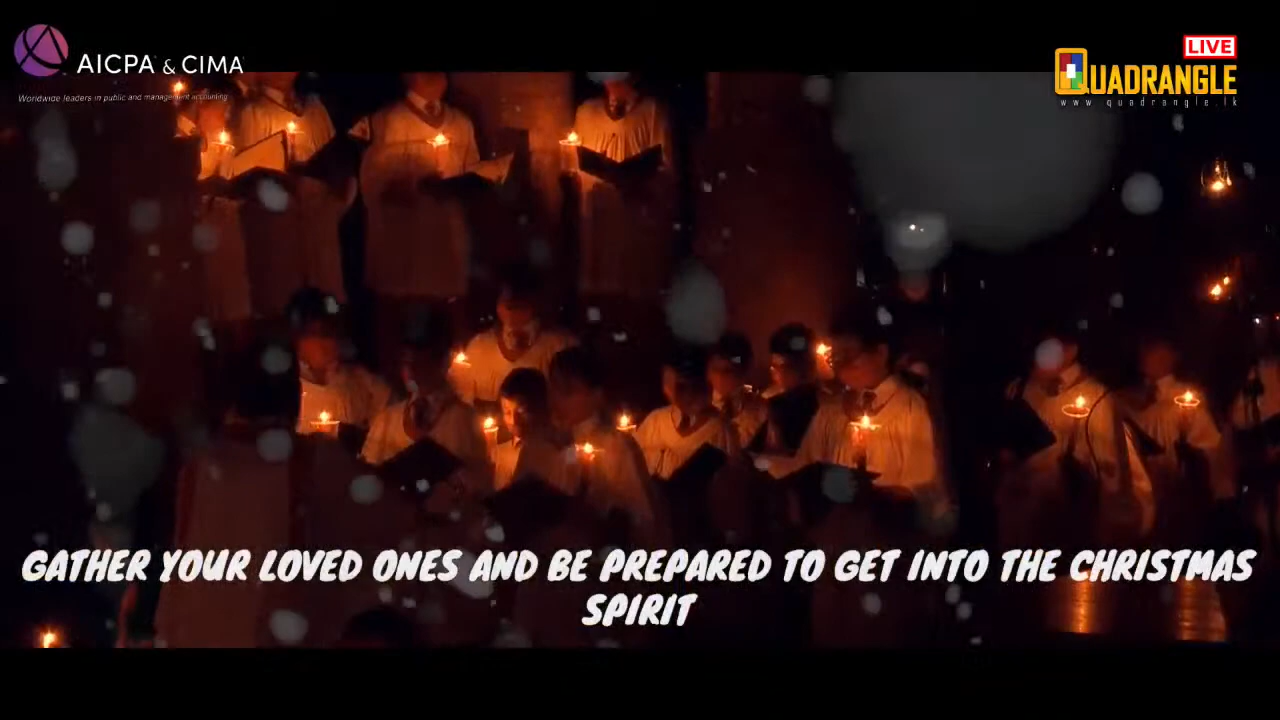 AICPA & CIMA
Worldwide leaders in public and management accounting
LIVE
QUADRANGLE
www.quadrangle.lk
GATHER YOUR LOVED ONES AND BE PREPARED TO GET INTO THE CHRISTMAS
SPIRIT